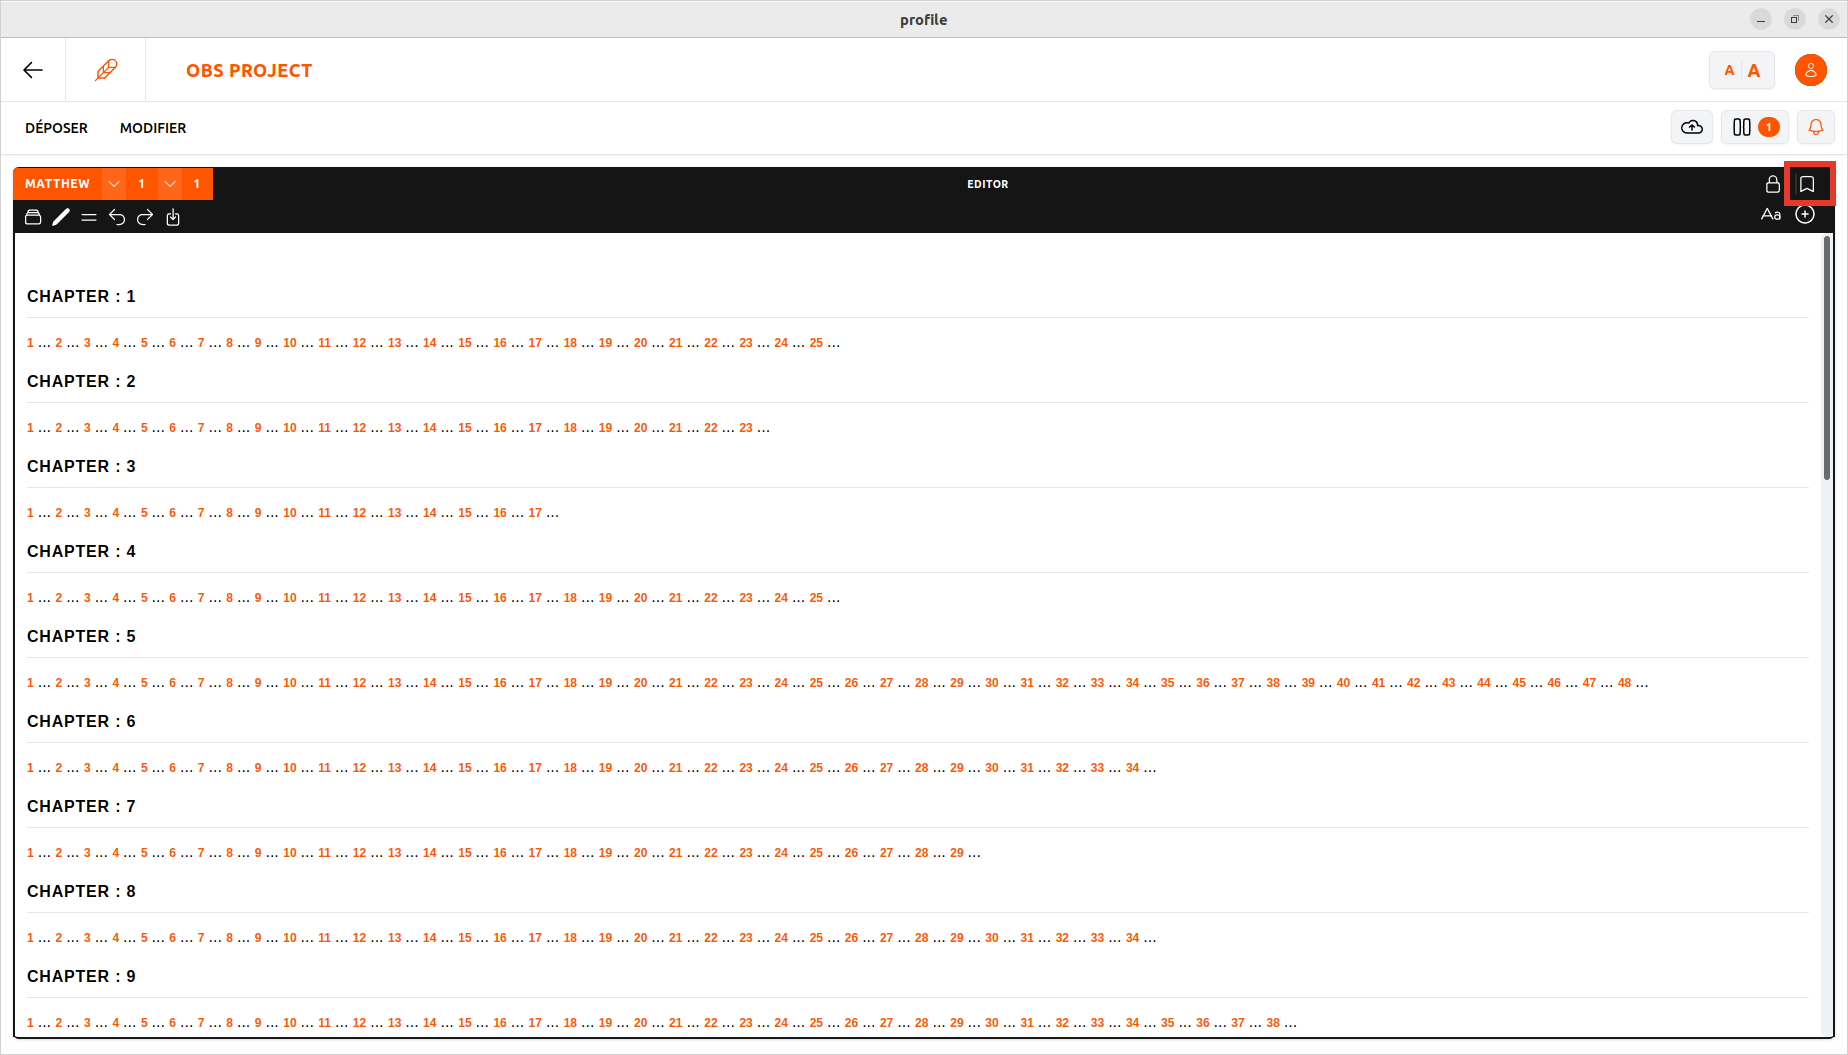 profile
OBS PROJECT
A A
DÉPOSER MODIFIER
1
MATTHEW 1 1 EDITOR
Aa
CHAPTER : 1
1 ... 2 ... 3 ... 4 ... 5 ... 6 ... 7 ... 8 ... 9 ... 10 ... 11 ... 12 ... 13 ... 14 ... 15 ... 16 ... 17 ... 18 ... 19 ... 20 ... 21 ... 22 ... 23 ... 24 ... 25 ...
CHAPTER : 2
1 ... 2 ... 3 ... 4 ... 5 ... 6 ... 7 ... 8 ... 9 ... 10 ... 11 ... 12 ... 13 ... 14 ... 15 ... 16 ... 17 ... 18 ... 19 ... 20 ... 21 ... 22 ... 23 ...
CHAPTER : 3
1 ... 2 ... 3 ... 4 ... 5 ... 6 ... 7 ... 8 ... 9 ... 10 ... 11 ... 12 ... 13 ... 14 ... 15 ... 16 ... 17 ...
CHAPTER : 4
1 ... 2 ... 3 ... 4 ... 5 ... 6 ... 7 ... 8 ... 9 ... 10 ... 11 ... 12 ... 13 ... 14 ... 15 ... 16 ... 17 ... 18 ... 19 ... 20 ... 21 ... 22 ... 23 ... 24 ... 25 ...
CHAPTER : 5
1 ... 2 ... 3 ... 4 ... 5 ... 6 ... 7 ... 8 ... 9 ... 10 ... 11 ... 12 ... 13 ... 14 ... 15 ... 16 ... 17 ... 18 ... 19 ... 20 ... 21 ... 22 ... 23 ... 24 ... 25 ... 26 ... 27 ... 28 ... 29 ... 30 ... 31 ... 32 ... 33 ... 34 ... 35 ... 36 ... 37 ... 38 ... 39 ... 40 ... 41 ... 42 ... 43 ... 44 ... 45 ... 46 ... 47 ... 48 ...
CHAPTER : 6
1 ... 2 ... 3 ... 4 ... 5 ... 6 ... 7 ... 8 ... 9 ... 10 ... 11 ... 12 ... 13 ... 14 ... 15 ... 16 ... 17 ... 18 ... 19 ... 20 ... 21 ... 22 ... 23 ... 24 ... 25 ... 26 ... 27 ... 28 ... 29 ... 30 ... 31 ... 32 ... 33 ... 34 ...
CHAPTER : 7
1 ... 2 ... 3 ... 4 ... 5 ... 6 ... 7 ... 8 ... 9 ... 10 ... 11 ... 12 ... 13 ... 14 ... 15 ... 16 ... 17 ... 18 ... 19 ... 20 ... 21 ... 22 ... 23 ... 24 ... 25 ... 26 ... 27 ... 28 ... 29 ...
CHAPTER : 8
1 ... 2 ... 3 ... 4 ... 5 ... 6 ... 7 ... 8 ... 9 ... 10 ... 11 ... 12 ... 13 ... 14 ... 15 ... 16 ... 17 ... 18 ... 19 ... 20 ... 21 ... 22 ... 23 ... 24 ... 25 ... 26 ... 27 ... 28 ... 29 ... 30 ... 31 ... 32 ... 33 ... 34 ...
CHAPTER : 9
1 ... 2 ... 3 ... 4 ... 5 ... 6 ... 7 ... 8 ... 9 ... 10 ... 11 ... 12 ... 13 ... 14 ... 15 ... 16 ... 17 ... 18 ... 19 ... 20 ... 21 ... 22 ... 23 ... 24 ... 25 ... 26 ... 27 ... 28 ... 29 ... 30 ... 31 ... 32 ... 33 ... 34 ... 35 ... 36 ... 37 ... 38 ...